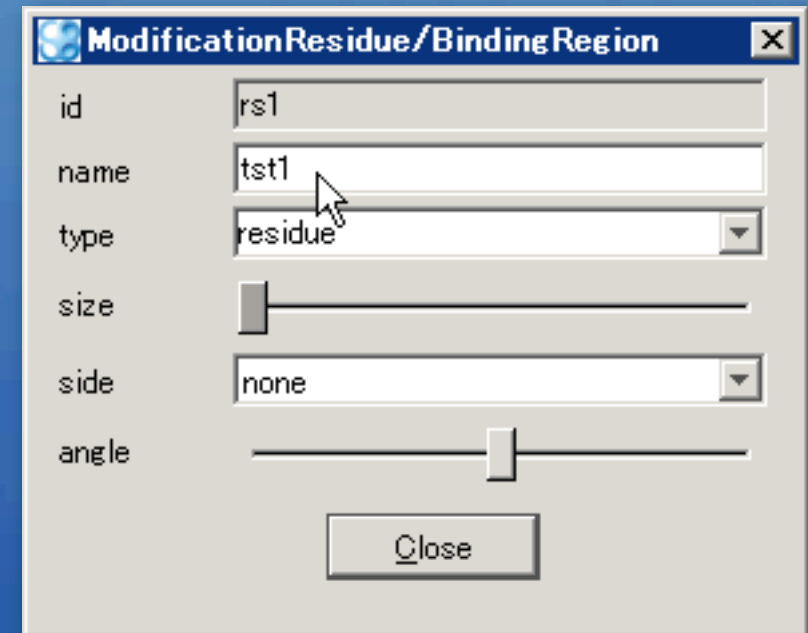 ModificationResidue/BindingRegion
id rs1
name tst1
type residue
size
side none
angle
Close